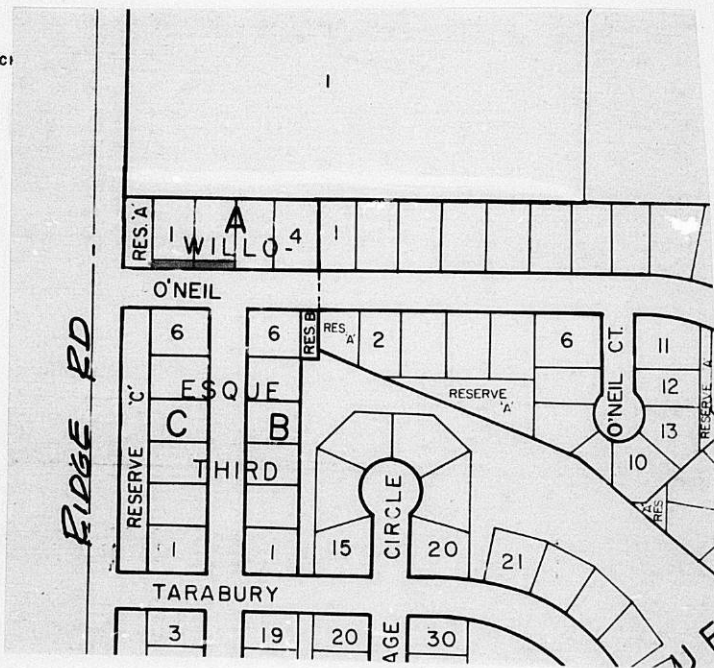 1
RES. 'A'
1
A
4
1
WILLO-
O'NEIL
6
6
RES B
RES. 'A'
2
6
O'NEIL CT.
11
12
13
10
RESERVE 'A'
RESERVE 'A'
RES 'A'
RIDGE RD
RESERVE 'C'
ESQUE
C
B
THIRD
1
1
15
CIRCLE
20
21
TARABURY
3
19
20
AGE
30